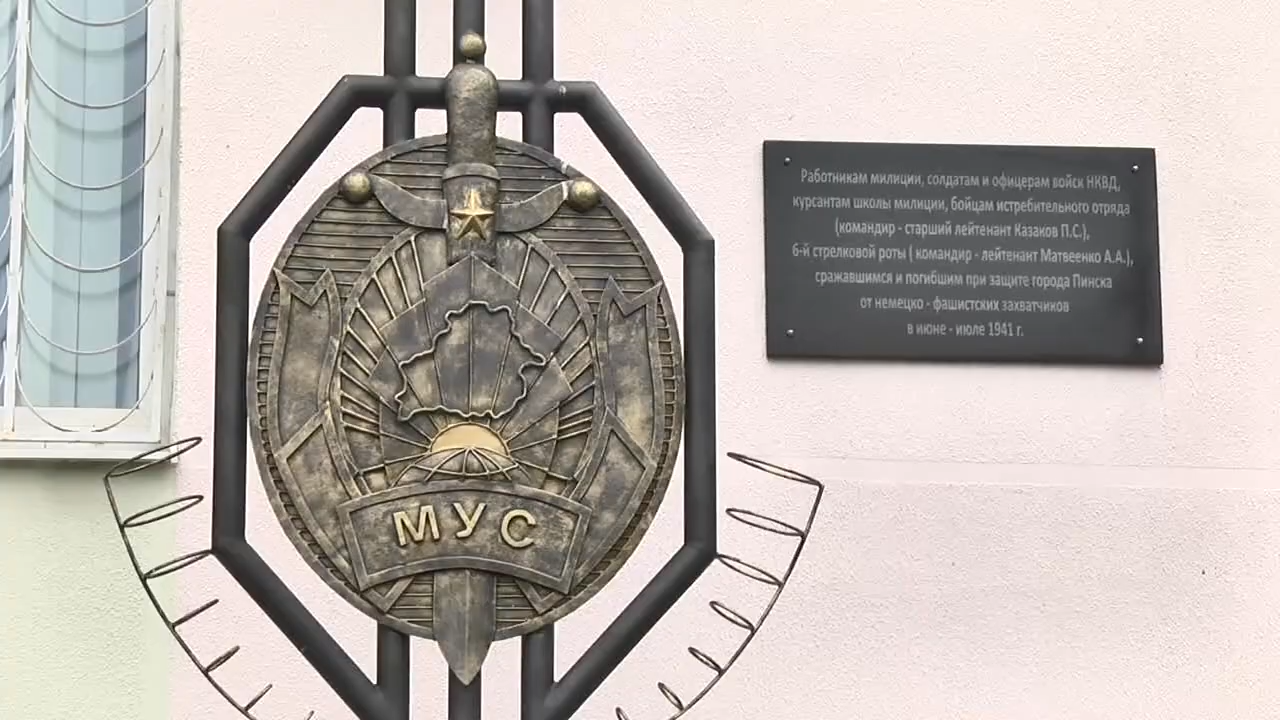 МУС
Работникам милиции, солдатам и офицерам войск НКВД,
курсантам школы милиции, бойцам истребительного отряда
(командир - старший лейтенант Казаков П.С.),
6-й стрелковой роты ( командир - лейтенант Матвеенко А.А.),
сражавшимся и погибшим при защите города Пинска
от немецко - фашистских захватчиков
в июне - июле 1941 г.